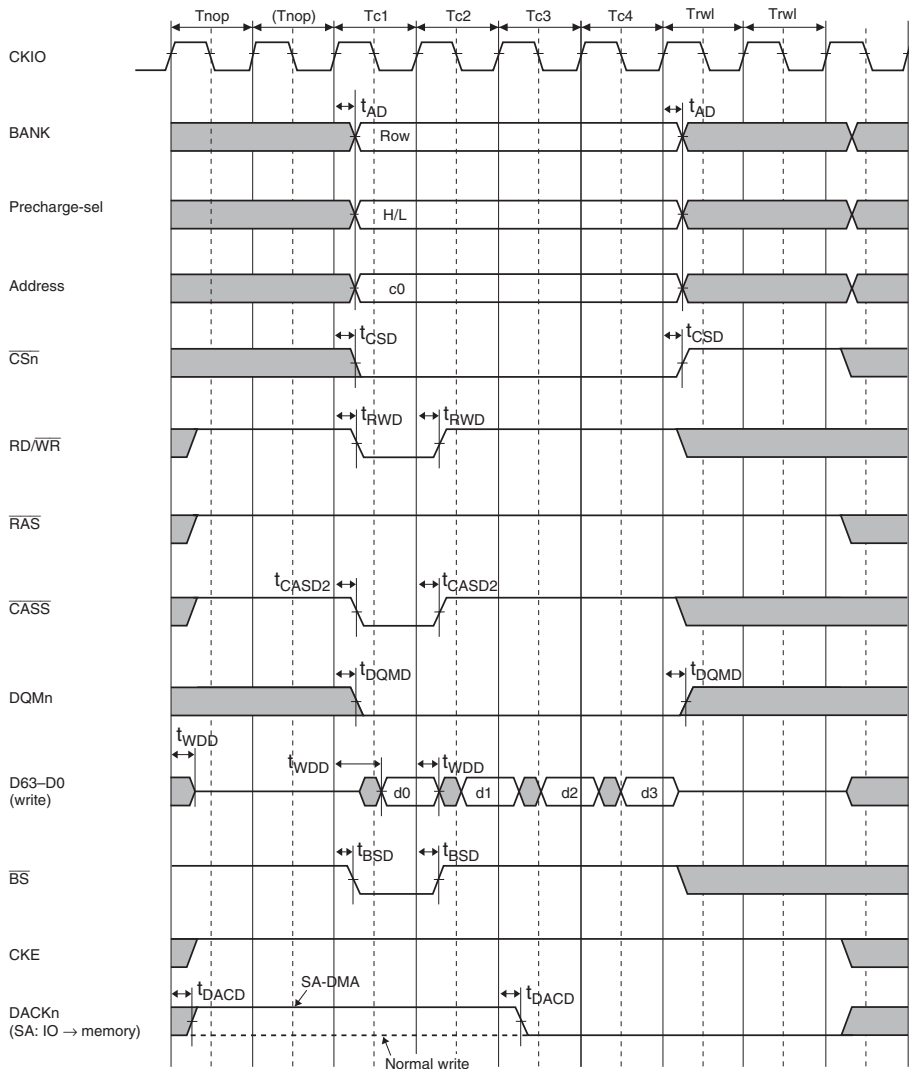 Tnop (Tnop) Tc1 Tc2 Tc3 Tc4 Trwl Trwl
CKIO
tAD tAD
BANK Row
Precharge-sel H/L
Address c0
tCSD tCSD
CSn
tRWD tRWD
RD/WR
RAS
tCASD2 tCASD2
CASS
tDQMD tDQMD
DQMn
tWDD tWDD tWDD
D63–D0
(write)
d0 d1 d2 d3
tBSD tBSD
BS
CKE
tDACD SA-DMA tDACD
DACKn
(SA: IO → memory)
Normal write